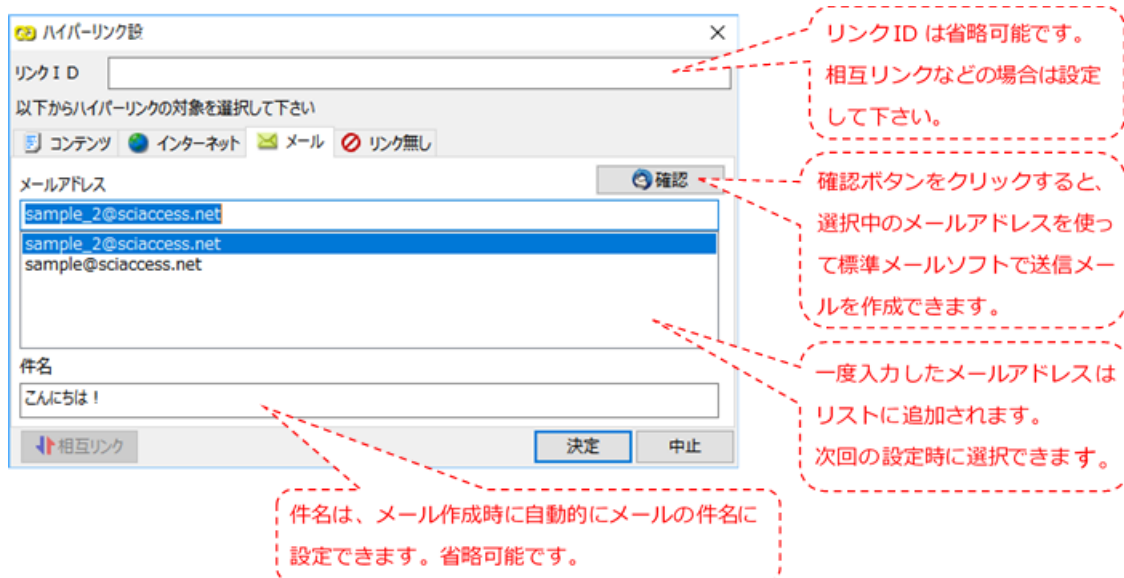 ハイパーリンク設
リンクＩＤ
以下からハイパーリンクの対象を選択して下さい
コンテンツ インターネット メール リンク無し
メールアドレス
確認
sample_2@sciaccess.net
sample_2@sciaccess.net
sample@sciaccess.net
件名
こんにちは！
相互リンク
決定
中止
リンクID は省略可能です。
相互リンクなどの場合は設定
して下さい。
確認ボタンをクリックすると、
選択中のメールアドレスを使っ
て標準メールソフトで送信メー
ルを作成できます。
一度入力したメールアドレスは
リストに追加されます。
次回の設定時に選択できます。
件名は、メール作成時に自動的にメールの件名に
設定できます。省略可能です。